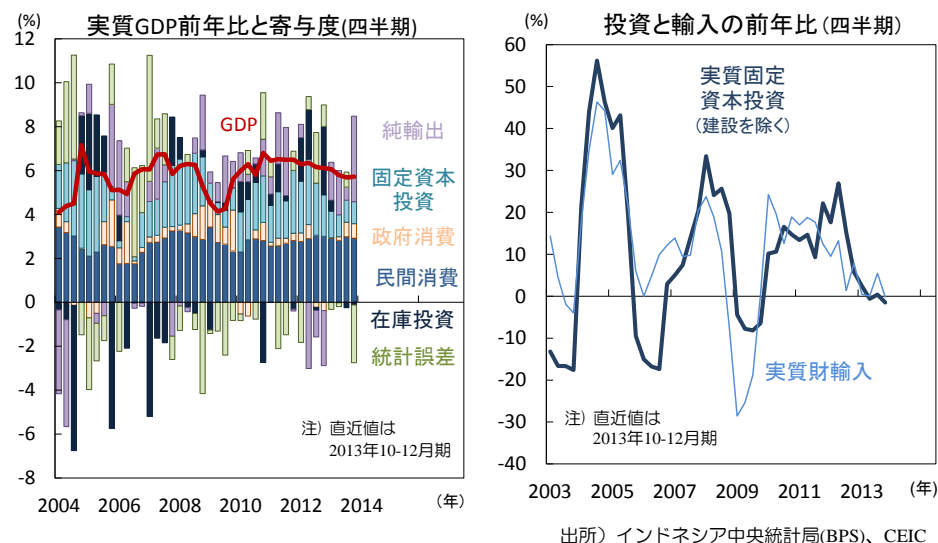 実質GDP前年比と寄与度(四半期)
(%)
12
10
8
6
4
2
0
-2
-4
-6
-8
GDP
純輸出
固定資本
投資
政府消費
民間消費
在庫投資
統計誤差
注) 直近値は
2013年10-12月期
2004 2006 2008 2010 2012 2014
(年)
投資と輸入の前年比(四半期)
(%)
60
50
40
30
20
10
0
-10
-20
-30
-40
実質固定
資本投資
(建設を除く)
実質財輸入
注) 直近値は
2013年10-12月期
2003 2005 2007 2009 2011 2013
(年)
出所）インドネシア中央統計局(BPS)、CEIC